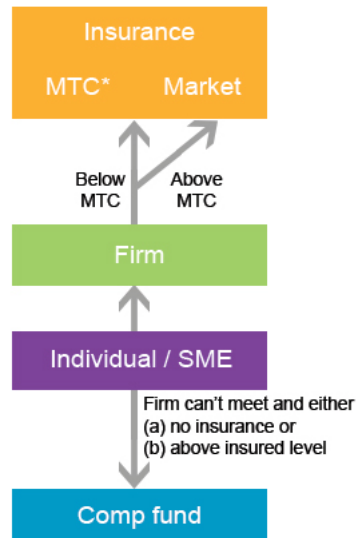 Insurance
MTC* Market
Below Above
MTC MTC
Firm
Individual / SME
Firm can't meet and either
(a) no insurance or
(b) above insured level
Comp fund